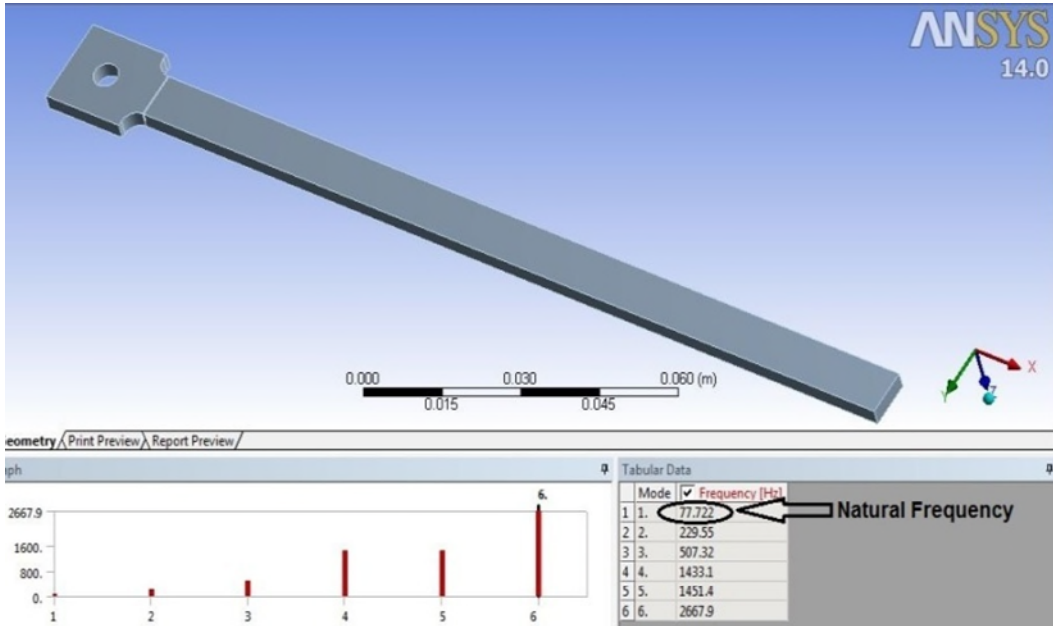 ANSYS
14.0
0.000 0.030 0.060 (m)
0.015 0.045
X
Y
Z
eometry Print Preview Report Preview
aph
Tabular Data
Mode Frequency [Hz]
1 1. 77.722 Natural Frequency
2 2. 229.55
3 3. 507.32
4 4. 1433.1
5 5. 1451.4
6 6. 2667.9
6.
2667.9
1600.
800.
0.
1 2 3 4 5 6